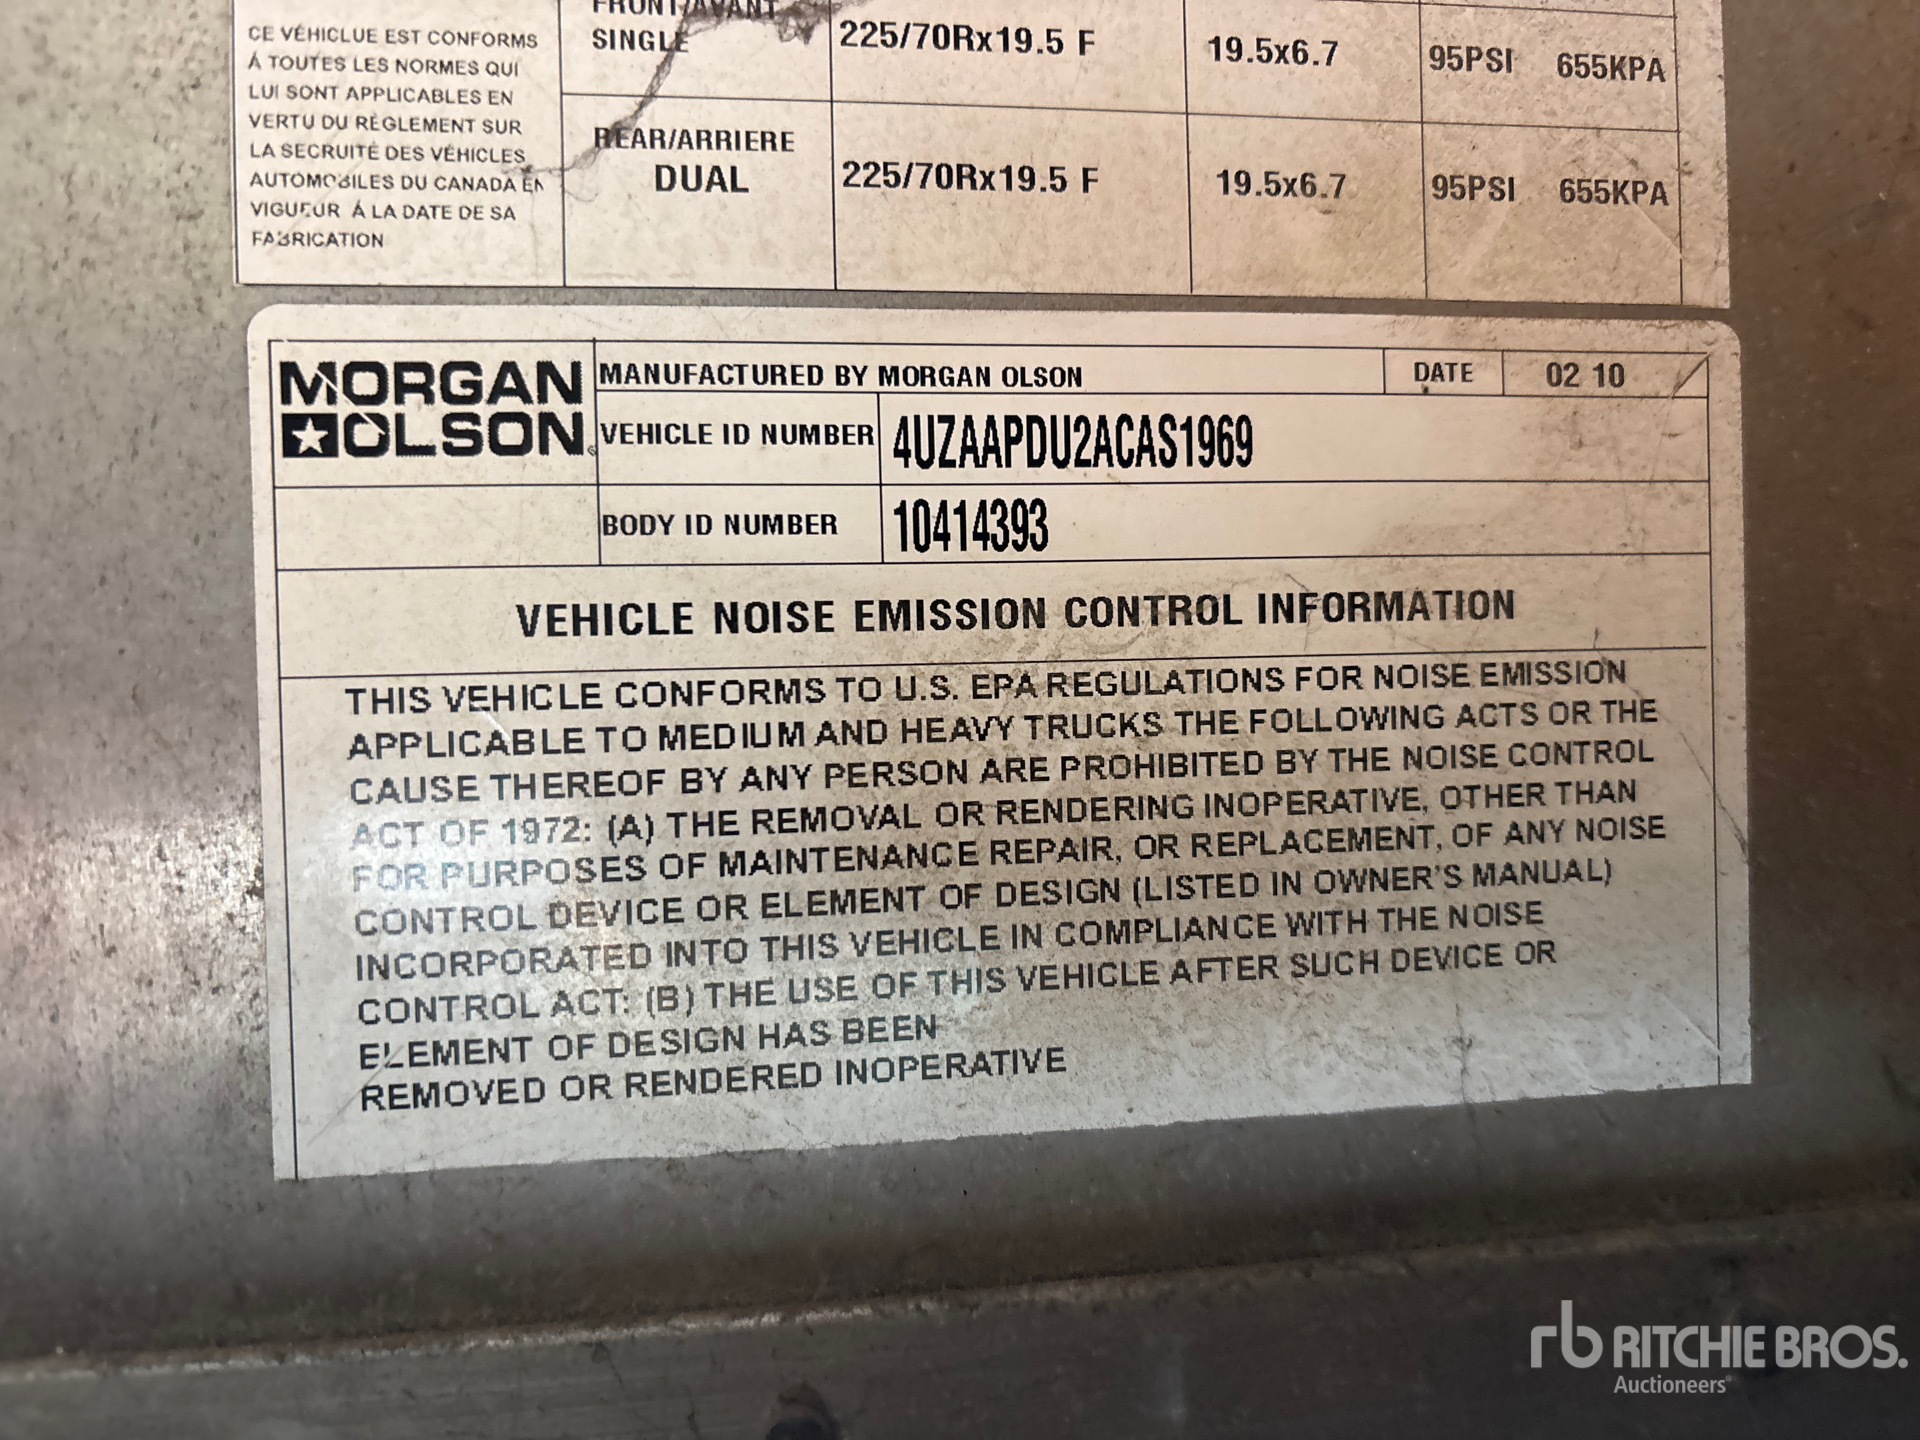 CE VÉHICLUE EST CONFORMS
Á TOUTES LES NORMES QUI
LUI SONT APPLICABLES EN
VERTU DU RÈGLEMENT SUR
LA SECRUITÉ DES VÉHICLES
AUTOMOBILES DU CANADA EN
VIGUEUR Á LA DATE DE SA
FABRICATION
FRONT/AVANT
SINGLE 225/70Rx19.5 F 19.5x6.7 95PSI 655KPA
REAR/ARRIERE
DUAL 225/70Rx19.5 F 19.5x6.7 95PSI 655KPA
MORGAN
OLSON
MANUFACTURED BY MORGAN OLSON DATE 02 10
VEHICLE ID NUMBER 4UZAAPDU2ACAS1969
BODY ID NUMBER 10414393
VEHICLE NOISE EMISSION CONTROL INFORMATION
THIS VEHICLE CONFORMS TO U.S. EPA REGULATIONS FOR NOISE EMISSION
APPLICABLE TO MEDIUM AND HEAVY TRUCKS THE FOLLOWING ACTS OR THE
CAUSE THEREOF BY ANY PERSON ARE PROHIBITED BY THE NOISE CONTROL
ACT OF 1972: (A) THE REMOVAL OR RENDERING INOPERATIVE, OTHER THAN
FOR PURPOSES OF MAINTENANCE REPAIR, OR REPLACEMENT, OF ANY NOISE
CONTROL DEVICE OR ELEMENT OF DESIGN (LISTED IN OWNER'S MANUAL)
INCORPORATED INTO THIS VEHICLE IN COMPLIANCE WITH THE NOISE
CONTROL ACT: (B) THE USE OF THIS VEHICLE AFTER SUCH DEVICE OR
ELEMENT OF DESIGN HAS BEEN
REMOVED OR RENDERED INOPERATIVE
rb RITCHIE BROS.
Auctioneers